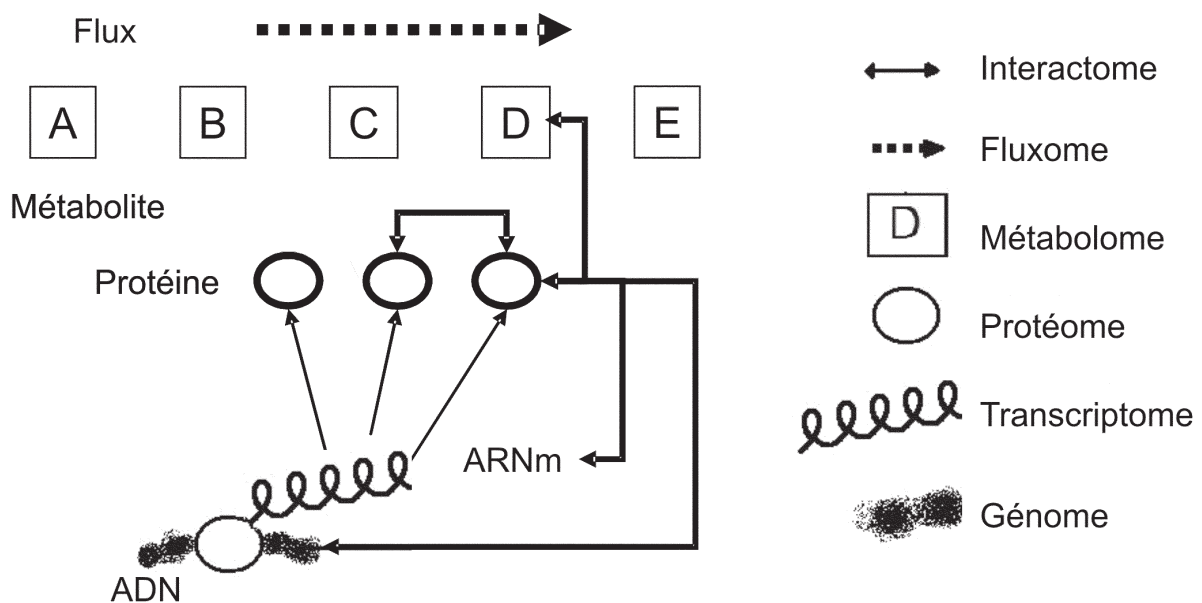 Flux
A
B
C
D
E
Métabolite
Protéine
ARNm
ADN
Interactome
Fluxome
D
Métabolome
Protéome
Transcriptome
Génome